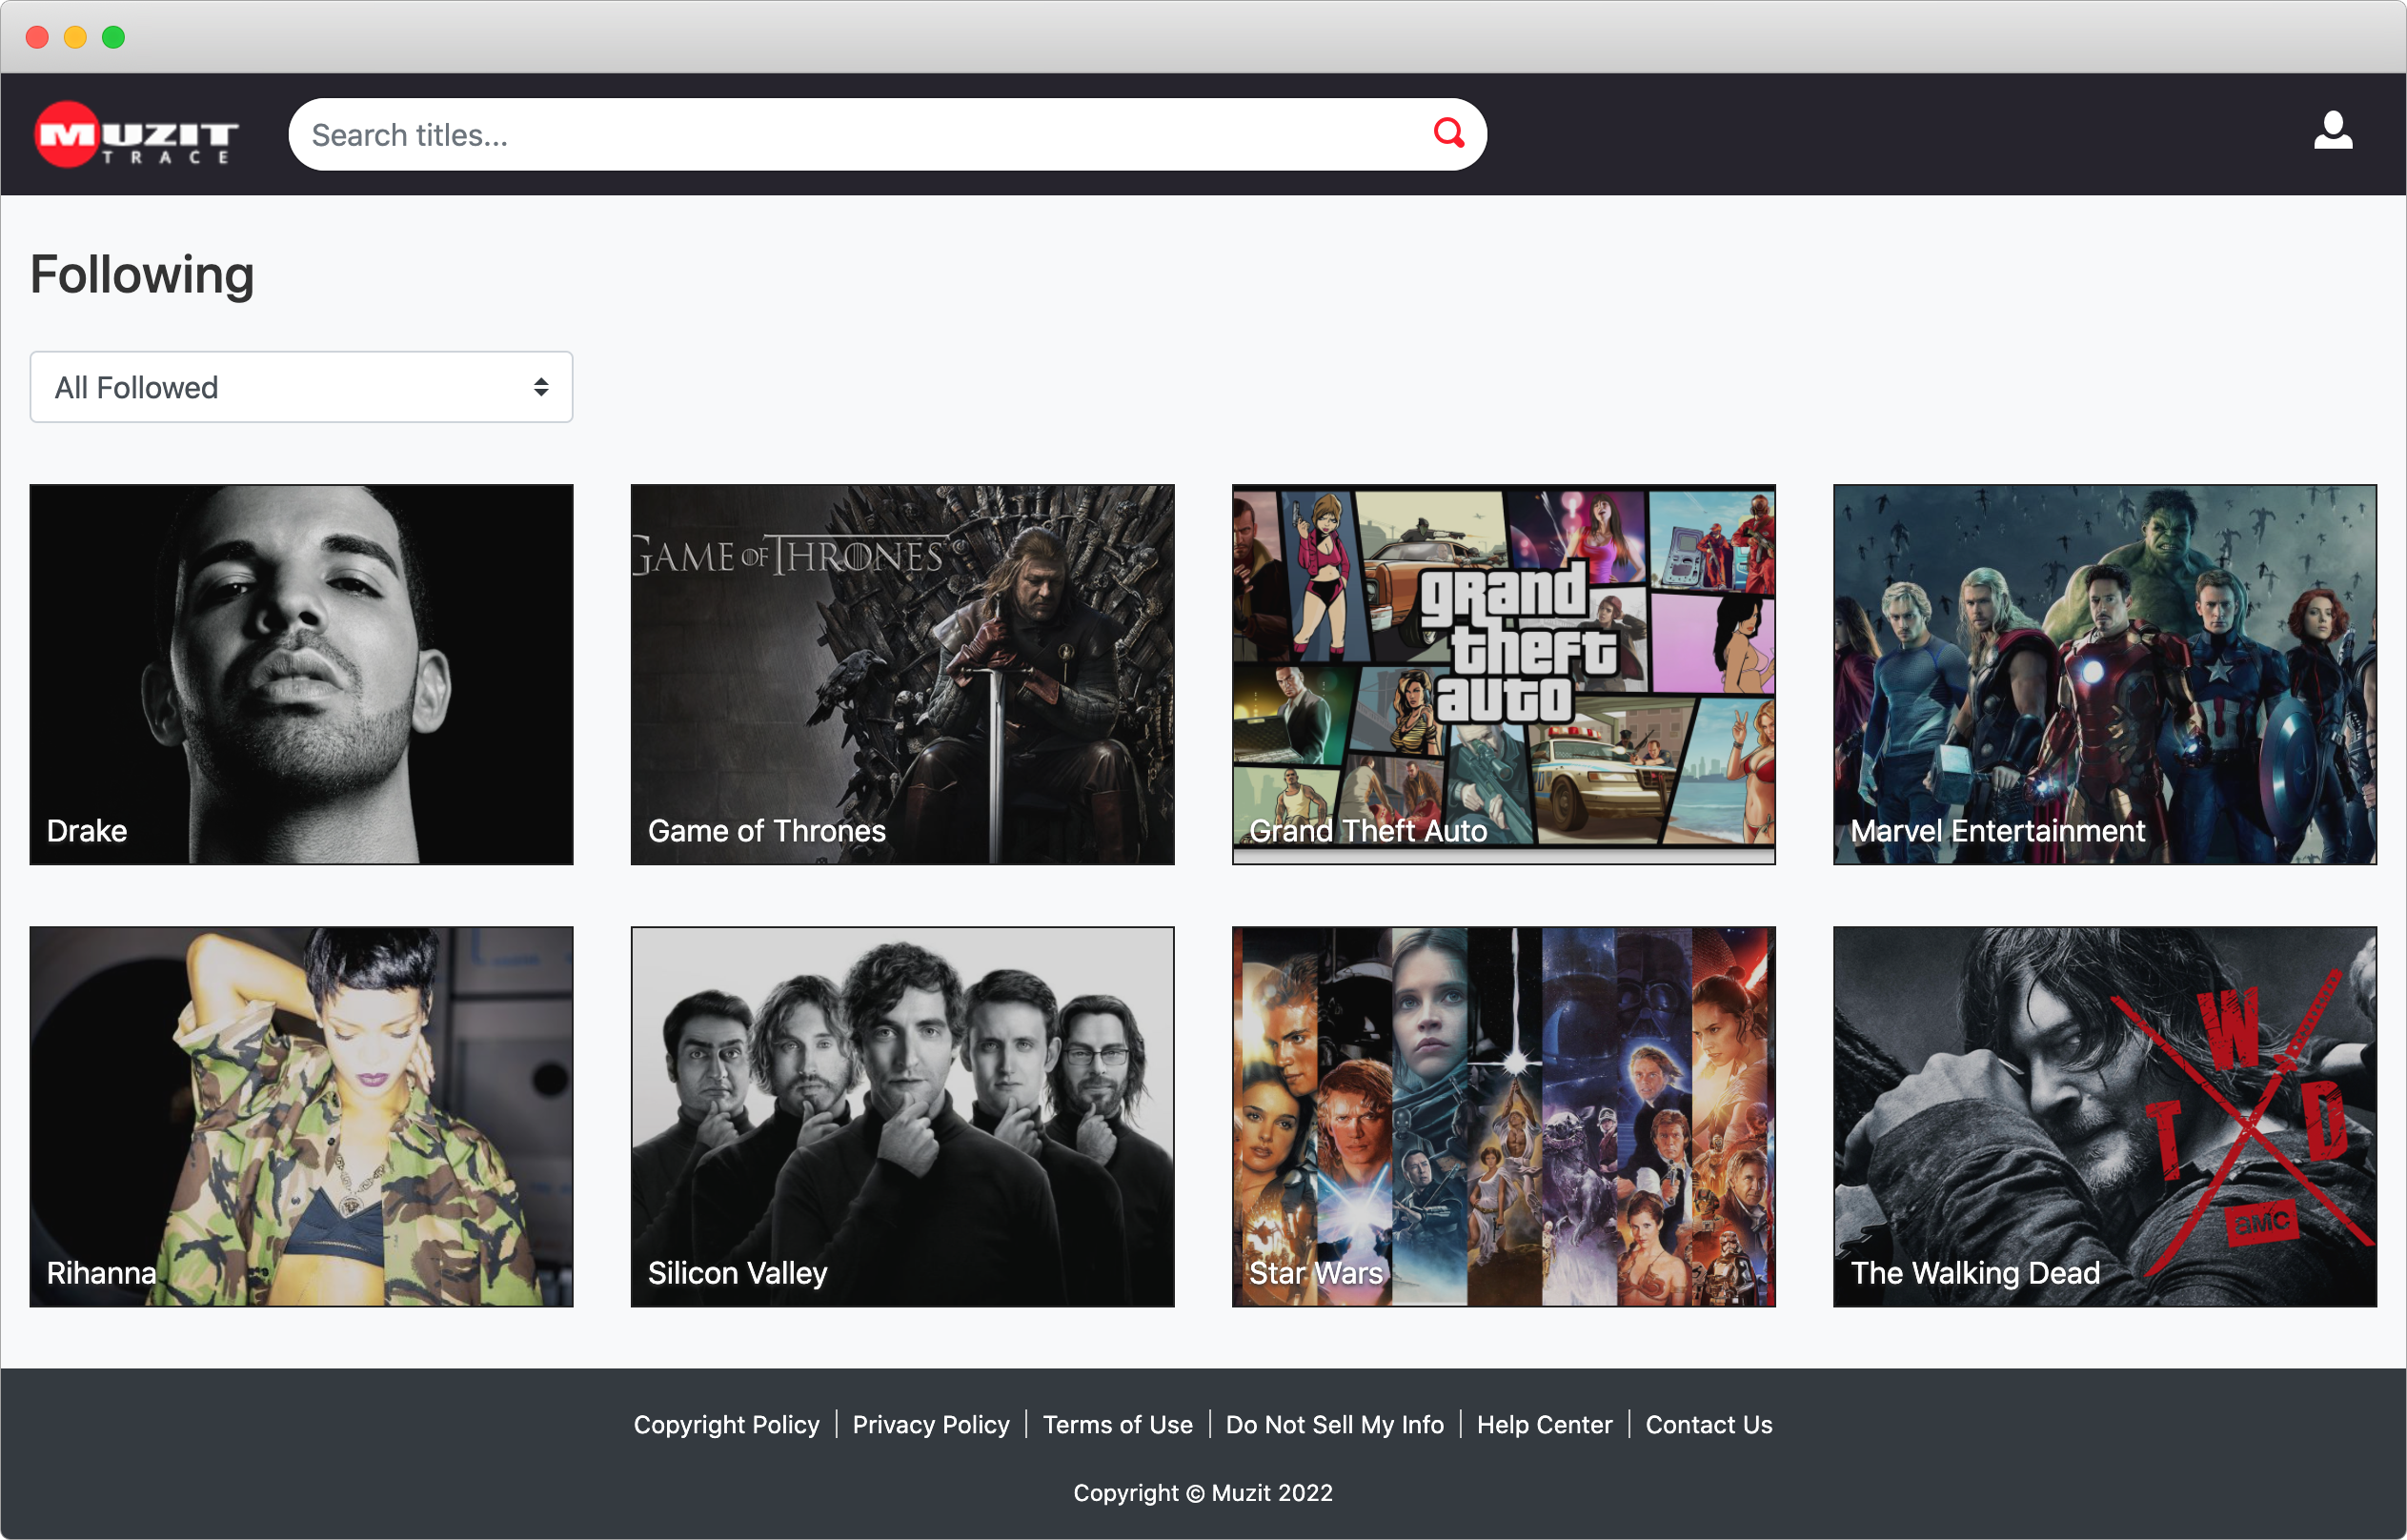 MUZIT
TRACE
Search titles...
Following
All Followed
GAME OF THRONES
grand
theft
auto
Drake
Game of Thrones
Grand Theft Auto
Marvel Entertainment
W
T D
AMC
Rihanna
Silicon Valley
Star Wars
The Walking Dead
Copyright Policy | Privacy Policy | Terms of Use | Do Not Sell My Info | Help Center | Contact Us
Copyright © Muzit 2022